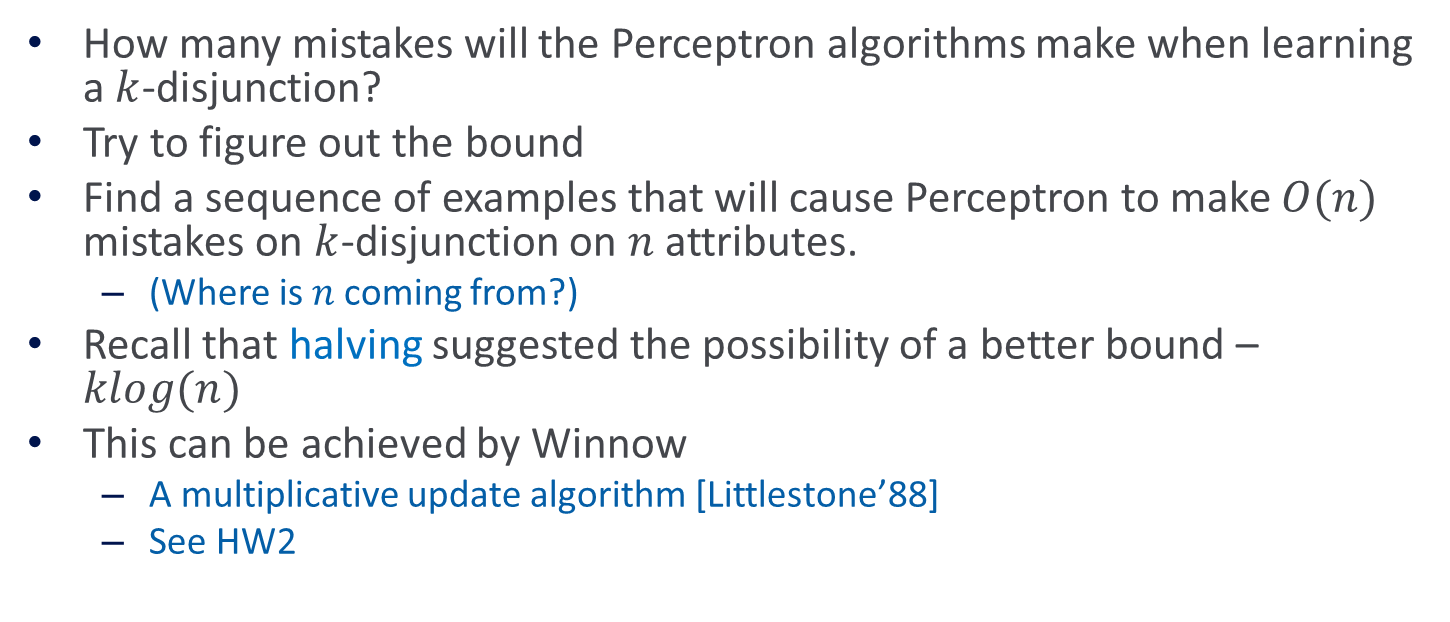 • How many mistakes will the Perceptron algorithms make when learning
a k-disjunction?
• Try to figure out the bound
• Find a sequence of examples that will cause Perceptron to make O(n)
mistakes on k-disjunction on n attributes.
– (Where is n coming from?)
• Recall that halving suggested the possibility of a better bound –
klog(n)
• This can be achieved by Winnow
– A multiplicative update algorithm [Littlestone’88]
– See HW2